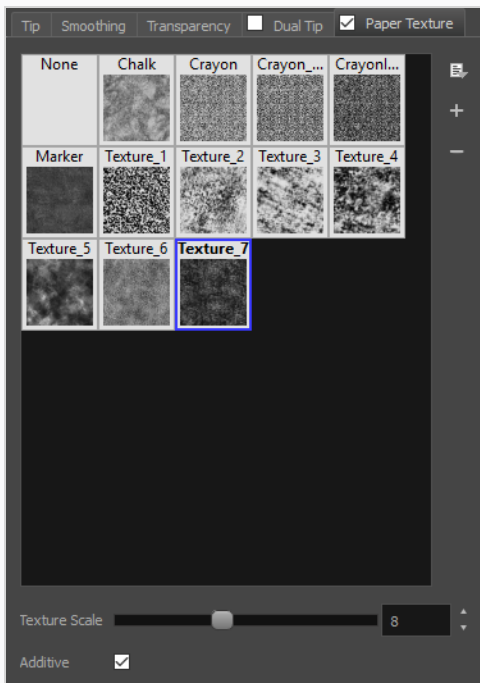 Tip Smoothing Transparency Dual Tip Paper Texture
None Chalk Crayon Crayon_... Crayonl...
Marker Texture_1 Texture_2 Texture_3 Texture_4
Texture_5 Texture_6 Texture_7
Texture Scale 8
Additive